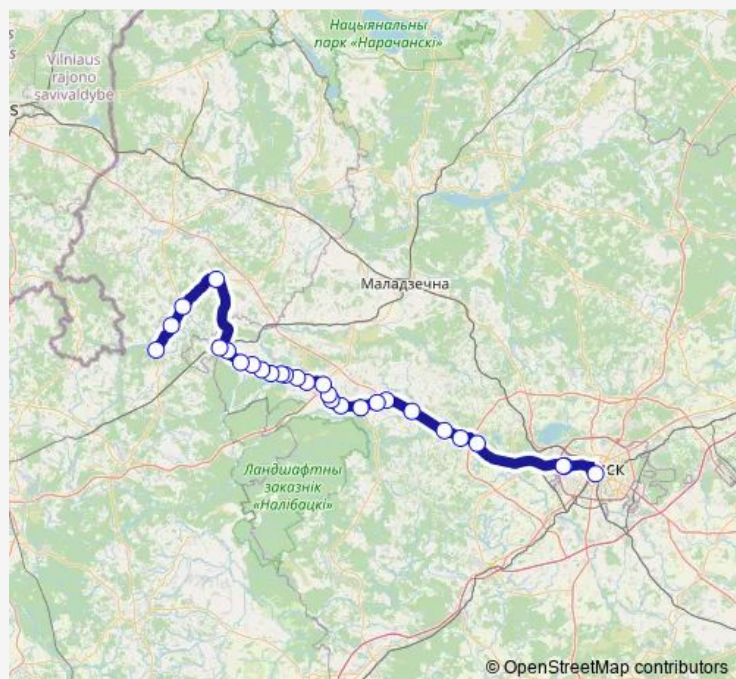 Нацыянальны
парк «Нарачанскі»
Vilniaus
rajono
savivaldybė
Маладзечна
Ландшафтны
заказнік
«Налібацкі»
© OpenStreetMap contributors